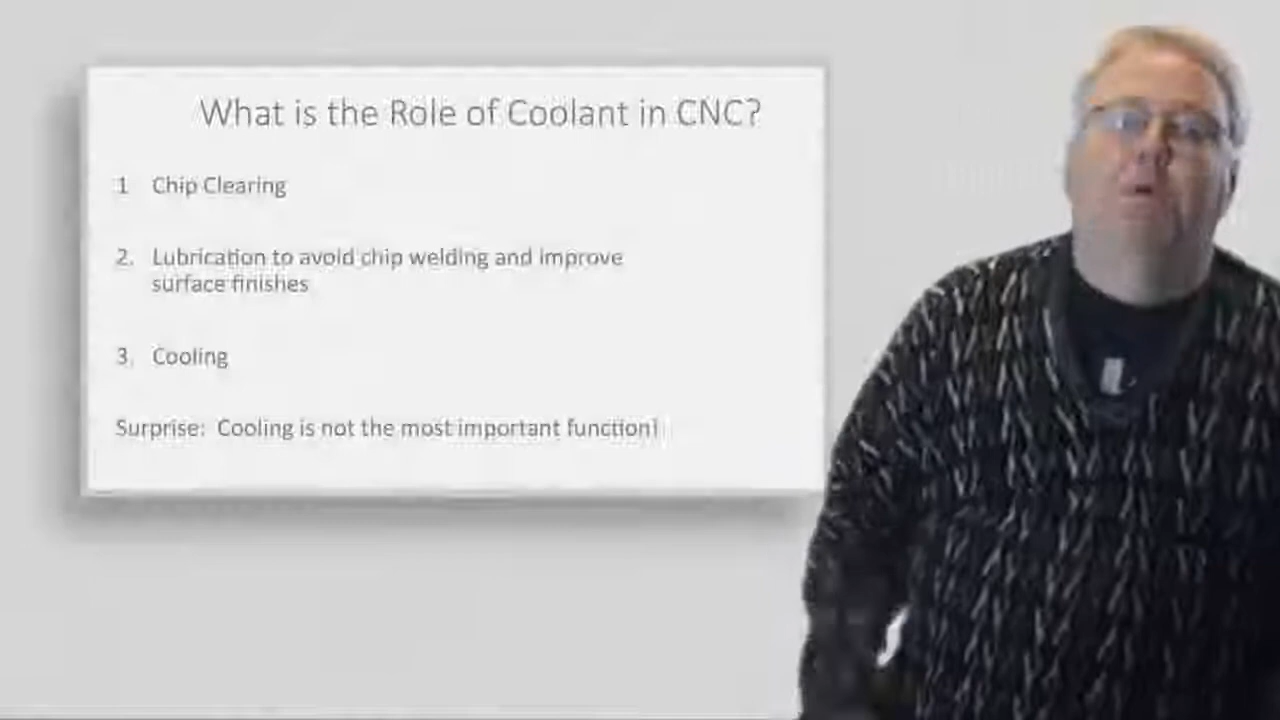 What is the Role of Coolant in CNC?
1 Chip Clearing
2. Lubrication to avoid chip welding and improve
surface finishes
3. Cooling
Surprise: Cooling is not the most important function!